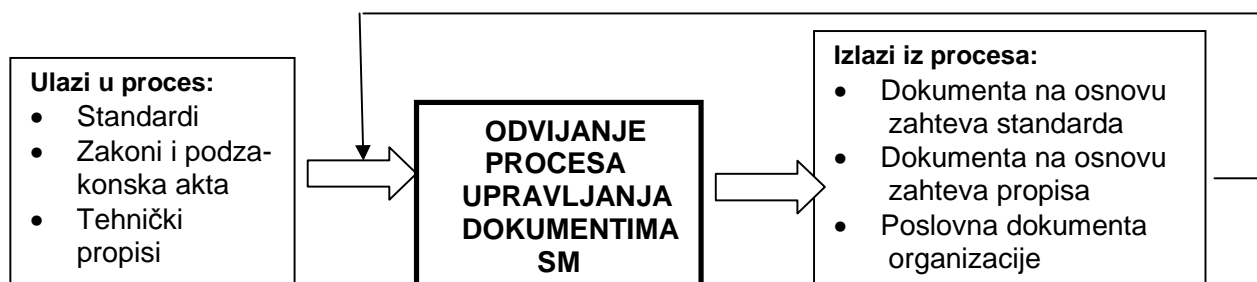 Ulazi u proces:
• Standardi
• Zakoni i podza-
konska akta
• Tehnički
propisi
ODVIJANJE
PROCESA
UPRAVLJANJA
DOKUMENTIMA
SM
Izlazi iz procesa:
• Dokumenta na osnovu
zahteva standarda
• Dokumenta na osnovu
zahteva propisa
• Poslovna dokumenta
organizacije